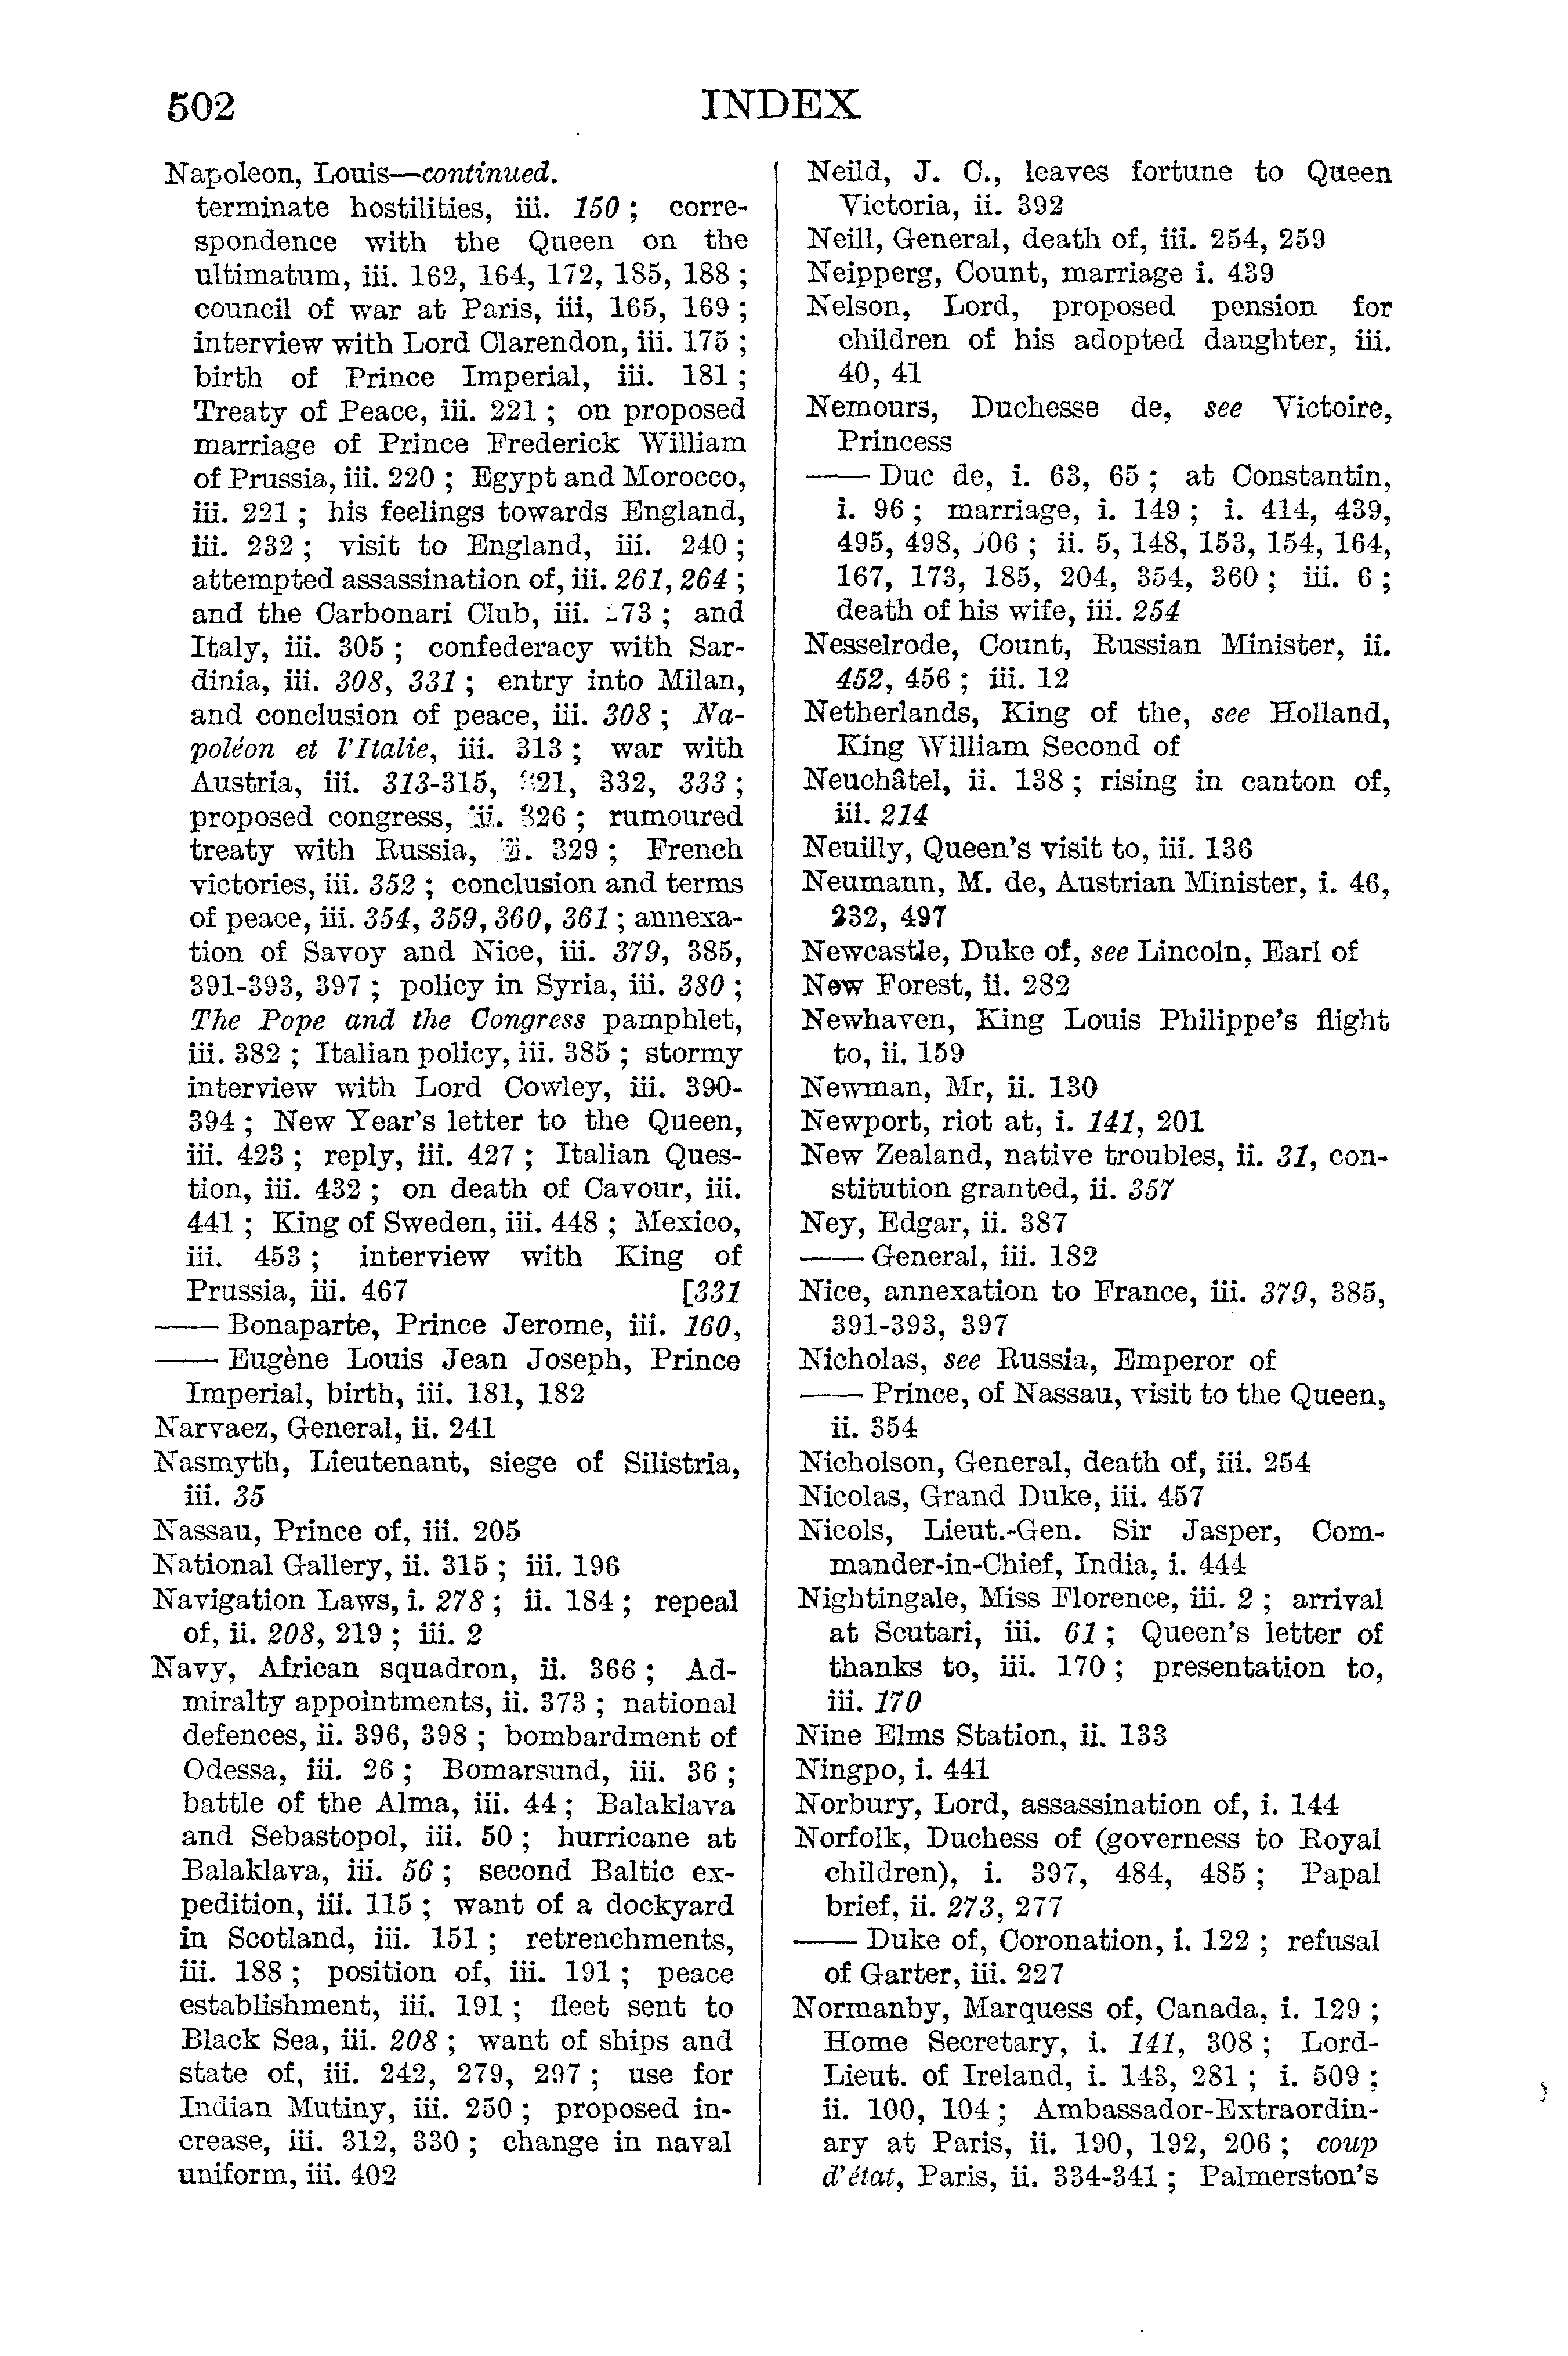 502
INDEX
Napoleon, Louis—continued.
terminate hostilities, iii. 150 ; corre-
spondence with the Queen on the
ultimatum, iii. 162, 164, 172, 185, 188 ;
council of war at Paris, iii, 165, 169 ;
interview with Lord Clarendon, iii. 175 ;
birth of Prince Imperial, iii. 181 ;
Treaty of Peace, iii. 221 ; on proposed
marriage of Prince Frederick William
of Prussia, iii. 220 ; Egypt and Morocco,
iii. 221 ; his feelings towards England,
iii. 232 ; visit to England, iii. 240 ;
attempted assassination of, iii. 261, 264 ;
and the Carbonari Club, iii. ; and
Italy, iii. 305 ; confederacy with Sar-
dinia, iii. 308, 331 ; entry into Milan,
and conclusion of peace, iii. 308 ; Na-
poléon et l'Italie, iii. 313 ; war with
Austria, iii. 313-315, 332, 333 ;
proposed congress, 326 ; rumoured
treaty with Russia, 329 ; French
victories, iii. 352 ; conclusion and terms
of peace, iii. 354, 359, 360, 361 ; annexa-
tion of Savoy and Nice, iii. 379, 385,
391-393, 397 ; policy in Syria, iii. 380 ;
The Pope and the Congress pamphlet,
iii. 382 ; Italian policy, iii. 385 ; stormy
interview with Lord Cowley, iii. 390-
394 ; New Year's letter to the Queen,
iii. 423 ; reply, iii. 427 ; Italian Ques-
tion, iii. 432 ; on death of Cavour, iii.
441 ; King of Sweden, iii. 448 ; Mexico,
iii. 453 ; interview with King of
Prussia, iii. 467 [331
—— Bonaparte, Prince Jerome, iii. 160,
—— Eugène Louis Jean Joseph, Prince
Imperial, birth, iii. 181, 182
Narvaez, General, ii. 241
Nasmyth, Lieutenant, siege of Silistria,
iii. 35
Nassau, Prince of, iii. 205
National Gallery, ii. 315 ; iii. 196
Navigation Laws, i. 278 ; ii. 184 ; repeal
of, ii. 208, 219 ; iii. 2
Navy, African squadron, ii. 366 ; Ad-
miralty appointments, ii. 373 ; national
defences, ii. 396, 398 ; bombardment of
Odessa, iii. 26 ; Bomarsund, iii. 36 ;
battle of the Alma, iii. 44 ; Balaklava
and Sebastopol, iii. 50 ; hurricane at
Balaklava, iii. 56 ; second Baltic ex-
pedition, iii. 115 ; want of a dockyard
in Scotland, iii. 151 ; retrenchments,
iii. 188 ; position of, iii. 191 ; peace
establishment, iii. 191 ; fleet sent to
Black Sea, iii. 208 ; want of ships and
state of, iii. 242, 279, 297 ; use for
Indian Mutiny, iii. 250 ; proposed in-
crease, iii. 312, 330 ; change in naval
uniform, iii. 402
Neild, J. C., leaves fortune to Queen
Victoria, ii. 392
Neill, General, death of, iii. 254, 259
Neipperg, Count, marriage i. 439
Nelson, Lord, proposed pension for
children of his adopted daughter, iii.
40, 41
Nemours, Duchesse de, see Victoire,
Princess
—— Duc de, i. 63, 65 ; at Constantin,
i. 96 ; marriage, i. 149 ; i. 414, 439,
495, 498, ; ii. 5, 148, 153, 154, 164,
167, 173, 185, 204, 354, 360 ; iii. 6 ;
death of his wife, iii. 254
Nesselrode, Count, Russian Minister, ii.
452, 456 ; iii. 12
Netherlands, King of the, see Holland,
King William Second of
Neuchâtel, ii. 138 ; rising in canton of,
iii. 214
Neuilly, Queen's visit to, iii. 136
Neumann, M. de, Austrian Minister, i. 46,
232, 497
Newcastle, Duke of, see Lincoln, Earl of
New Forest, ii. 282
Newhaven, King Louis Philippe's flight
to, ii. 159
Newman, Mr, ii. 130
Newport, riot at, i. 141, 201
New Zealand, native troubles, ii. 31, con-
stitution granted, ii. 357
Ney, Edgar, ii. 387
—— General, iii. 182
Nice, annexation to France, iii. 379, 385,
391-393, 397
Nicholas, see Russia, Emperor of
—— Prince, of Nassau, visit to the Queen,
ii. 354
Nicholson, General, death of, iii. 254
Nicolas, Grand Duke, iii. 457
Nicols, Lieut.-Gen. Sir Jasper, Com-
mander-in-Chief, India, i. 444
Nightingale, Miss Florence, iii. 2 ; arrival
at Scutari, iii. 61 ; Queen's letter of
thanks to, iii. 170 ; presentation to,
iii. 170
Nine Elms Station, ii. 133
Ningpo, i. 441
Norbury, Lord, assassination of, i. 144
Norfolk, Duchess of (governess to Royal
children), i. 397, 484, 485 ; Papal
brief, ii. 273, 277
—— Duke of, Coronation, i. 122 ; refusal
of Garter, iii. 227
Normanby, Marquess of, Canada, i. 129 ;
Home Secretary, i. 141, 308 ; Lord-
Lieut. of Ireland, i. 143, 281 ; i. 509 ;
ii. 100, 104 ; Ambassador-Extraordin-
ary at Paris, ii. 190, 192, 206 ; coup
d'état, Paris, ii. 334-341 ; Palmerston's